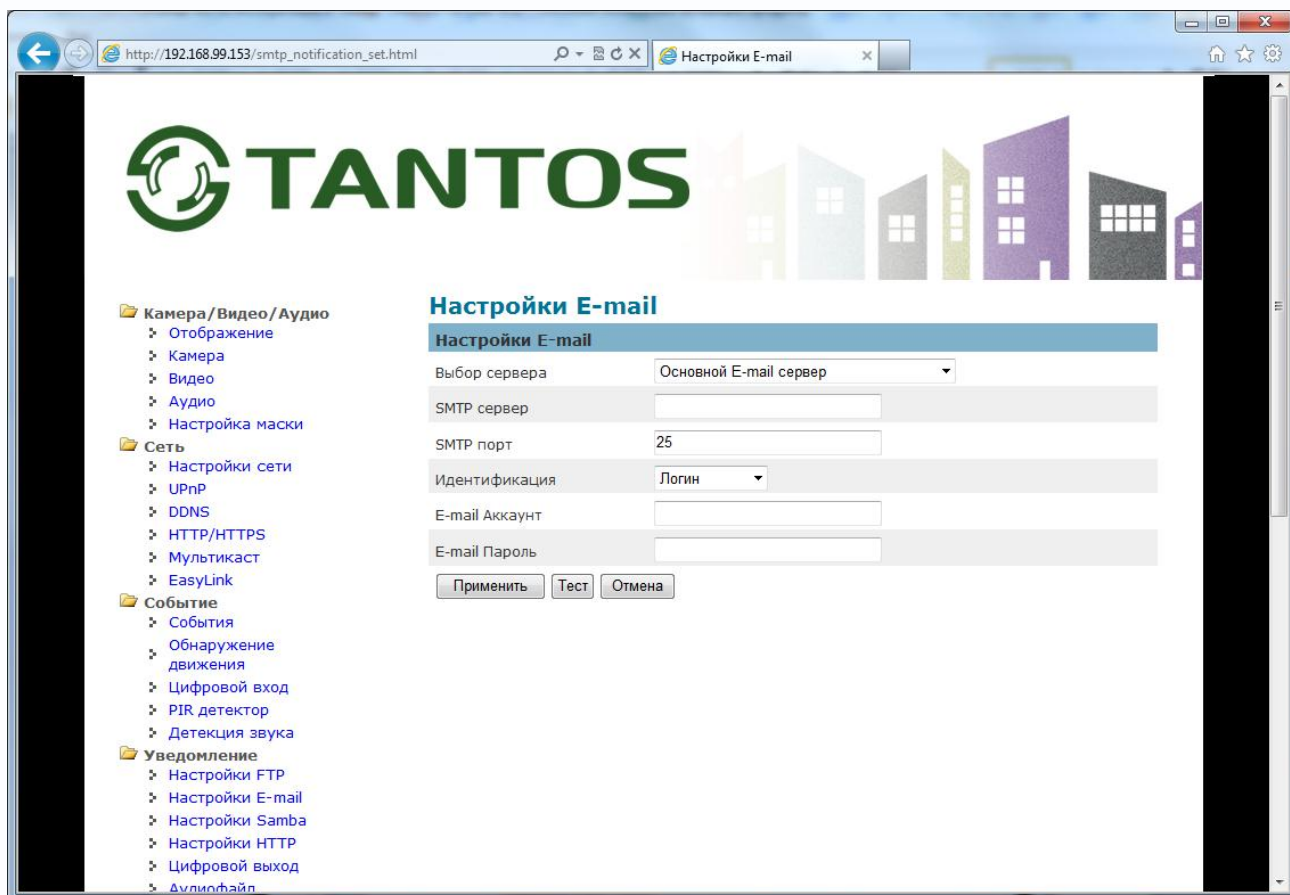 http://192.168.99.153/smtp_notification_set.html
Настройки E-mail
TANTOS
Камера/Видео/Аудио
Отображение
Камера
Видео
Аудио
Настройка маски
Сеть
Настройки сети
UPnP
DDNS
HTTP/HTTPS
Мультикаст
EasyLink
Событие
События
Обнаружение
движения
Цифровой вход
PIR детектор
Детекция звука
Уведомление
Настройки FTP
Настройки E-mail
Настройки Samba
Настройки HTTP
Цифровой выход
Аудиофайл
Настройки E-mail
Настройки E-mail
Выбор сервера Основной E-mail сервер
SMTP сервер
SMTP порт 25
Идентификация Логин
E-mail Аккаунт
E-mail Пароль
Применить Тест Отмена